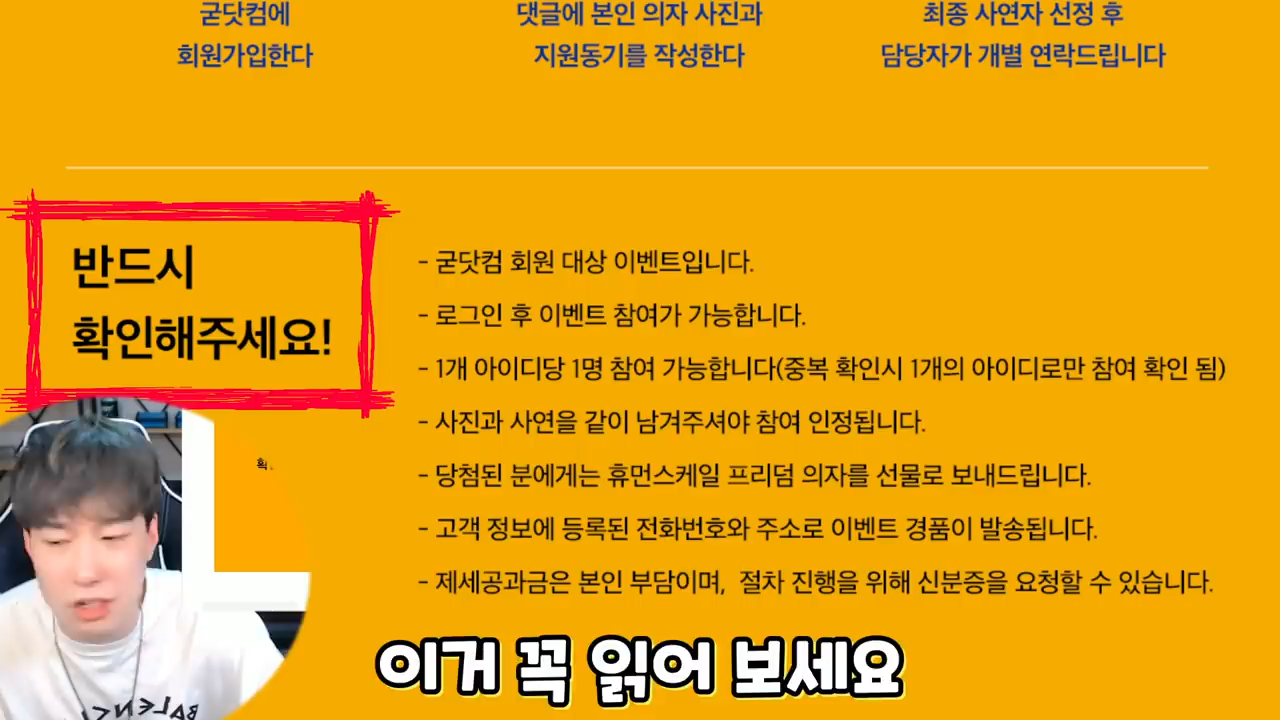 굳닷컴에
회원가입한다
댓글에 본인 의자 사진과
지원동기를 작성한다
최종 사연자 선정 후
담당자가 개별 연락드립니다
반드시
확인해주세요!
- 굳닷컴 회원 대상 이벤트입니다.
- 로그인 후 이벤트 참여가 가능합니다.
- 1개 아이디당 1명 참여 가능합니다(중복 확인시 1개의 아이디로만 참여 확인 됨)
- 사진과 사연을 같이 남겨주셔야 참여 인정됩니다.
- 당첨된 분에게는 휴먼스케일 프리덤 의자를 선물로 보내드립니다.
- 고객 정보에 등록된 전화번호와 주소로 이벤트 경품이 발송됩니다.
- 제세공과금은 본인 부담이며, 절차 진행을 위해 신분증을 요청할 수 있습니다.
이거 꼭 읽어 보세요